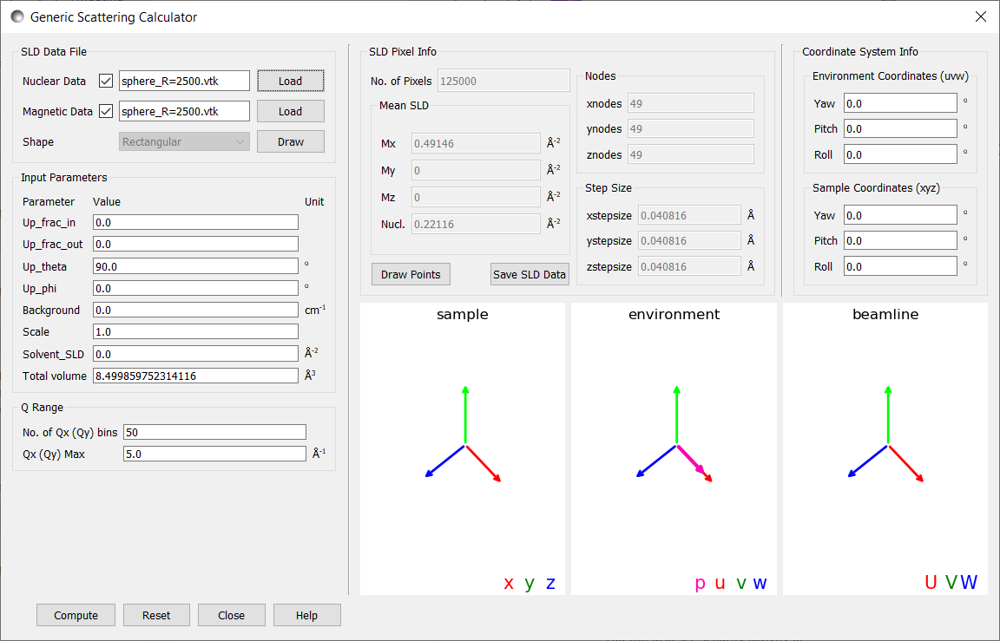 Generic Scattering Calculator
SLD Data File
Nuclear Data sphere_R=2500.vtk Load
Magnetic Data sphere_R=2500.vtk Load
Shape Rectangular Draw
Input Parameters
Parameter Value Unit
Up_frac_in 0.0
Up_frac_out 0.0
Up_theta 90.0 º
Up_phi 0.0 º
Background 0.0 cm⁻¹
Scale 1.0
Solvent_SLD 0.0 Å⁻²
Total volume 8.499859752314116 Å³
Q Range
No. of Qx (Qy) bins 50
Qx (Qy) Max 5.0 Å⁻¹
Compute Reset Close Help
SLD Pixel Info
No. of Pixels 125000
Mean SLD
Mx 0.49146 Å⁻²
My 0 Å⁻²
Mz 0 Å⁻²
Nucl. 0.22116 Å⁻²
Draw Points Save SLD Data
Nodes
xnodes 49
ynodes 49
znodes 49
Step Size
xstepsize 0.040816 Å
ystepsize 0.040816 Å
zstepsize 0.040816 Å
Coordinate System Info
Environment Coordinates (uvw)
Yaw 0.0 º
Pitch 0.0 º
Roll 0.0 º
Sample Coordinates (xyz)
Yaw 0.0 º
Pitch 0.0 º
Roll 0.0 º
sample
x y z
environment
p u v w
beamline
U V W